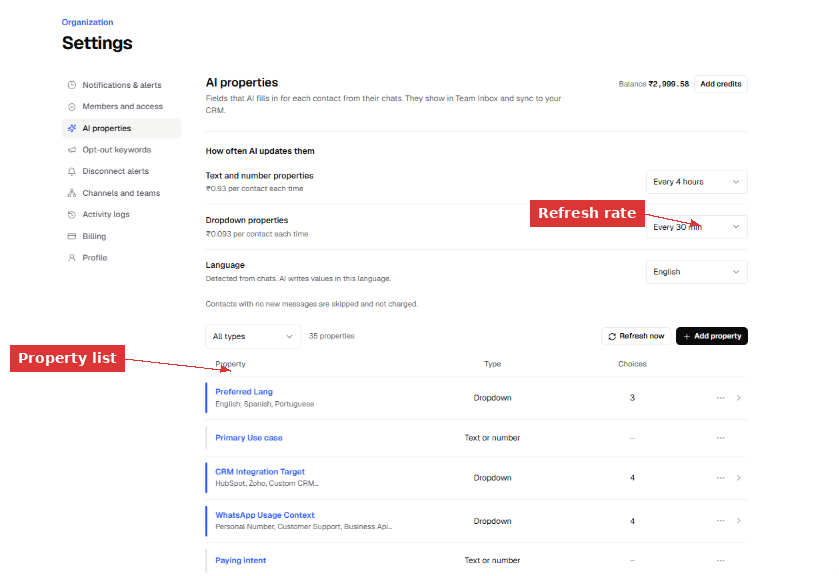 Organization
Settings
Notifications & alerts
Members and access
AI properties
Opt-out keywords
Disconnect alerts
Channels and teams
Activity logs
Billing
Profile
AI properties
Balance ₹2,999.58
Add credits
Fields that AI fills in for each contact from their chats. They show in Team Inbox and sync to your
CRM.
How often AI updates them
Text and number properties
₹0.93 per contact each time
Every 4 hours
Refresh rate
Dropdown properties
₹0.093 per contact each time
Every 30 min
Language
Detected from chats. AI writes values in this language.
English
Contacts with no new messages are skipped and not charged.
All types
35 properties
Refresh now
+ Add property
Property list
Property Type Choices
Preferred Lang
English, Spanish, Portuguese
Dropdown 3
Primary Use case Text or number –
CRM Integration Target
HubSpot, Zoho, Custom CRM...
Dropdown 4
WhatsApp Usage Context
Personal Number, Customer Support, Business Api...
Dropdown 4
Paying intent Text or number –